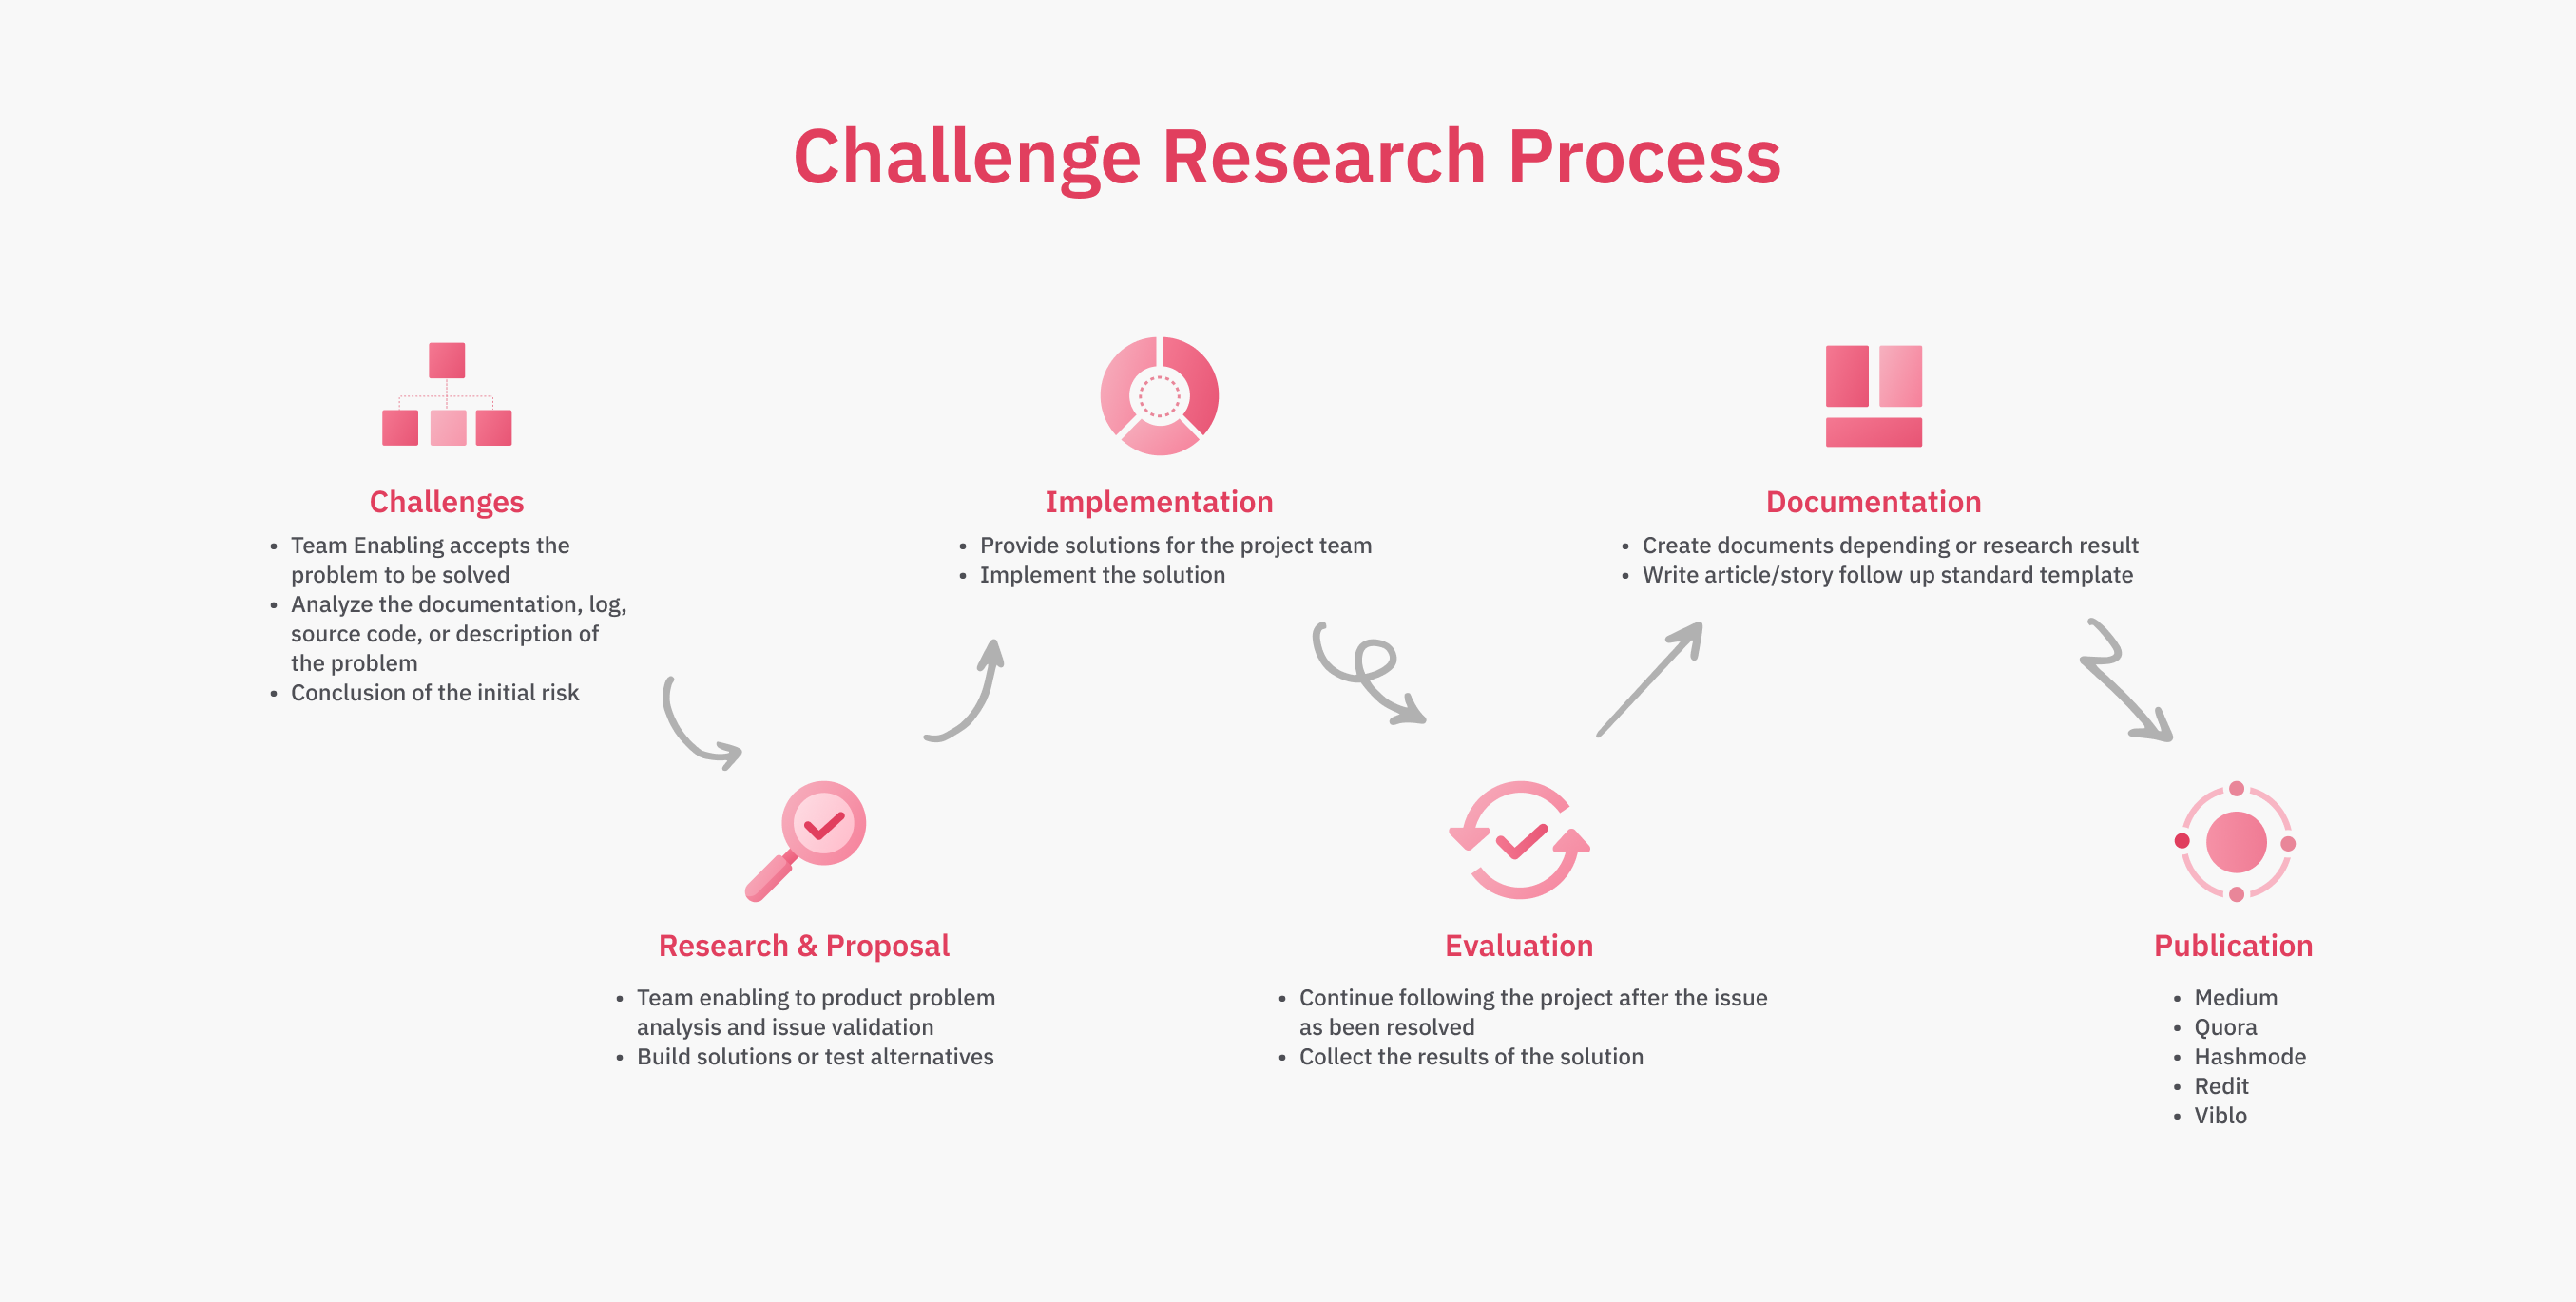 Challenge Research Process
Challenges
• Team Enabling accepts the
problem to be solved
• Analyze the documentation, log,
source code, or description of
the problem
• Conclusion of the initial risk
Research & Proposal
• Team enabling to product problem
analysis and issue validation
• Build solutions or test alternatives
Implementation
• Provide solutions for the project team
• Implement the solution
Evaluation
• Continue following the project after the issue
as been resolved
• Collect the results of the solution
Documentation
• Create documents depending or research result
• Write article/story follow up standard template
Publication
• Medium
• Quora
• Hashmode
• Redit
• Viblo